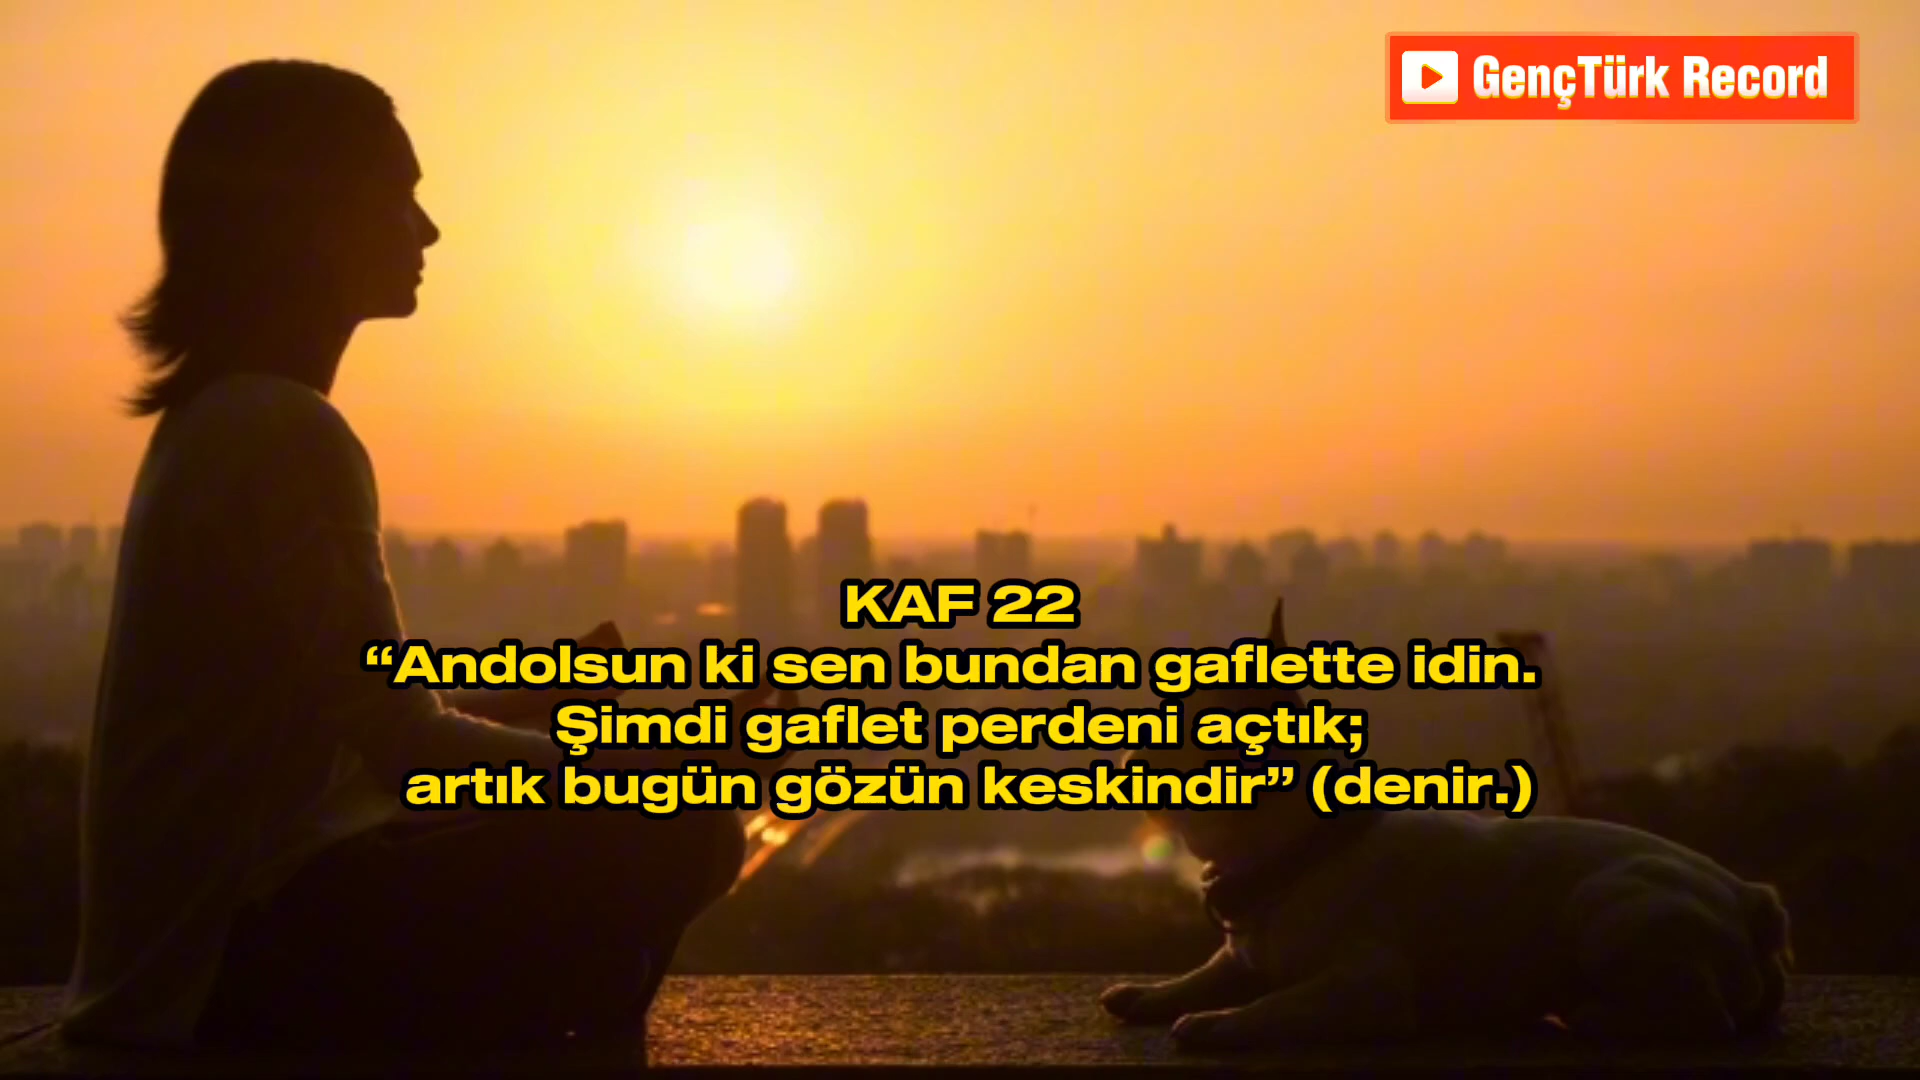 GençTürk Record
KAF 22
“Andolsun ki sen bundan gaflette idin.
Şimdi gaflet perdeni açtık;
artık bugün gözün keskindir” (denir.)